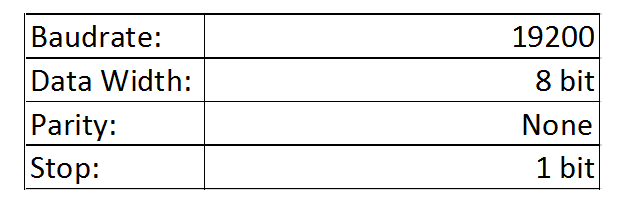 Baudrate: 19200
Data Width: 8 bit
Parity: None
Stop: 1 bit